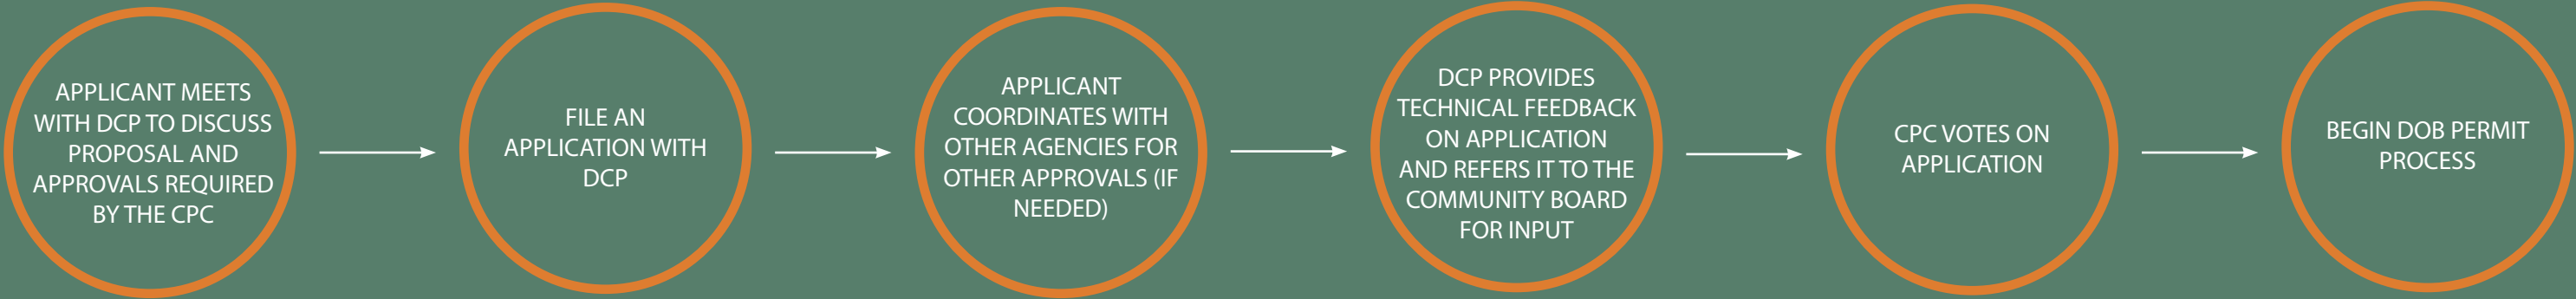 APPLICANT MEETS
WITH DCP TO DISCUSS
PROPOSAL AND
APPROVALS REQUIRED
BY THE CPC
FILE AN
APPLICATION WITH
DCP
APPLICANT
COORDINATES WITH
OTHER AGENCIES FOR
OTHER APPROVALS (IF
NEEDED)
DCP PROVIDES
TECHNICAL FEEDBACK
ON APPLICATION
AND REFERS IT TO THE
COMMUNITY BOARD
FOR INPUT
CPC VOTES ON
APPLICATION
BEGIN DOB PERMIT
PROCESS